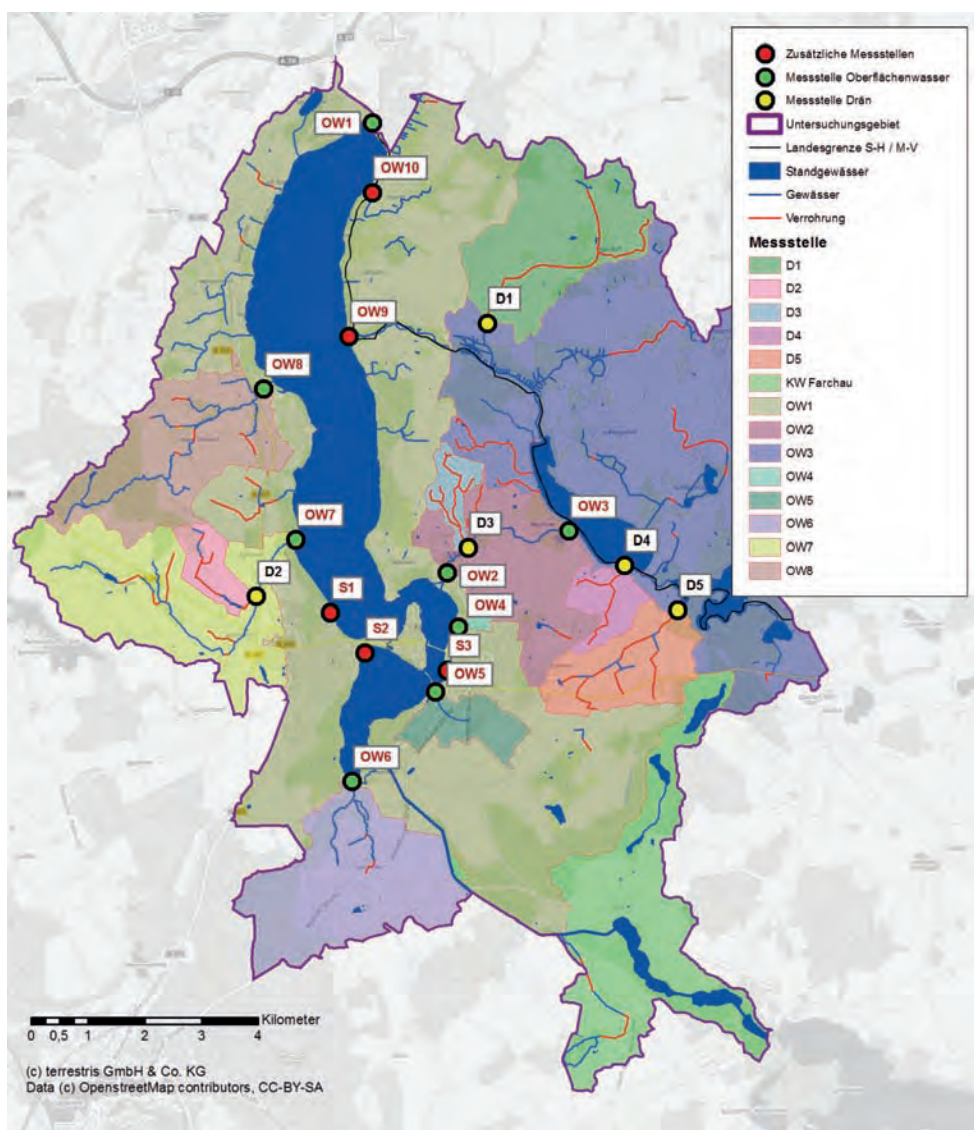 Zusätzliche Messstellen
Messstelle Oberflächenwasser
Messstelle Drän
Untersuchungsgebiet
Landesgrenze S-H / M-V
Standgewässer
Gewässer
Verrohrung
Messstelle
D1
D2
D3
D4
D5
KW Farchau
OW1
OW2
OW3
OW4
OW5
OW6
OW7
OW8
OW1
OW10
D1
OW9
OW8
OW3
OW7
D3
D4
OW2
D2
D5
S1
OW4
S2
S3
OW5
OW6
Kilometer
0 0,5 1 2 3 4
(c) terrestris GmbH & Co. KG
Data (c) OpenstreetMap contributors, CC-BY-SA